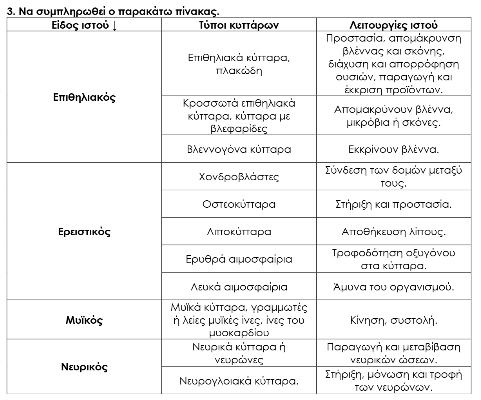 3. Να συμπληρωθεί ο παρακάτω πίνακας.
Είδος ιστού ↓ Τύποι κυττάρων Λειτουργίες ιστού
Επιθηλιακός
Επιθηλιακά κύτταρα,
πλακώδη
Προστασία, απομάκρυνση
βλέννας και σκόνης,
διάχυση και απορρόφηση
ουσιών, παραγωγή και
έκκριση προϊόντων.
Κροσσωτά επιθηλιακά
κύτταρα, κύτταρα με
βλεφαρίδες
Απομακρύνουν βλέννα,
μικρόβια ή σκόνες.
Βλεννογόνα κύτταρα
Εκκρίνουν βλέννα.
Ερειστικός
Χονδροβλάστες
Σύνδεση των δομών μεταξύ
τους.
Οστεοκύτταρα
Στήριξη και προστασία.
Λιποκύτταρα
Αποθήκευση λίπους.
Ερυθρά αιμοσφαίρια
Τροφοδότηση οξυγόνου
στα κύτταρα.
Λευκά αιμοσφαίρια
Άμυνα του οργανισμού.
Μυϊκός
Μυϊκά κύτταρα, γραμμωτές
ή λείες μυϊκές ίνες, ίνες του
μυοκαρδίου
Κίνηση, συστολή.
Νευρικός
Νευρικά κύτταρα ή
νευρώνες
Παραγωγή και μεταβίβαση
νευρικών ώσεων.
Νευρογλοιακά κύτταρα.
Στήριξη, μόνωση και τροφή
των νευρώνων.